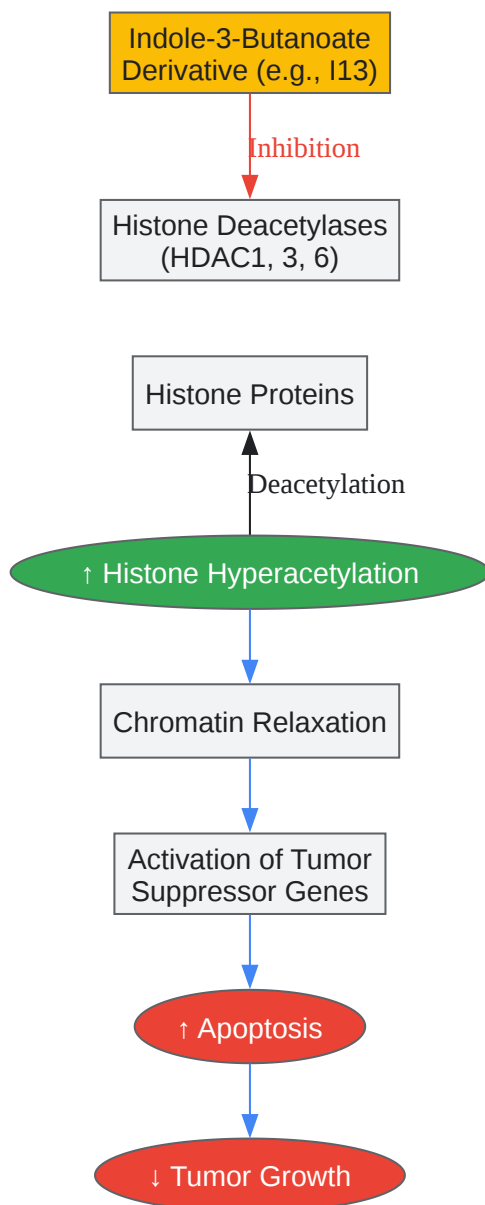 Indole-3-Butanoate
Derivative (e.g., I13)
Inhibition
Histone Deacetylases
(HDAC1, 3, 6)
Histone Proteins
Deacetylation
↑ Histone Hyperacetylation
Chromatin Relaxation
Activation of Tumor
Suppressor Genes
↑ Apoptosis
↓ Tumor Growth